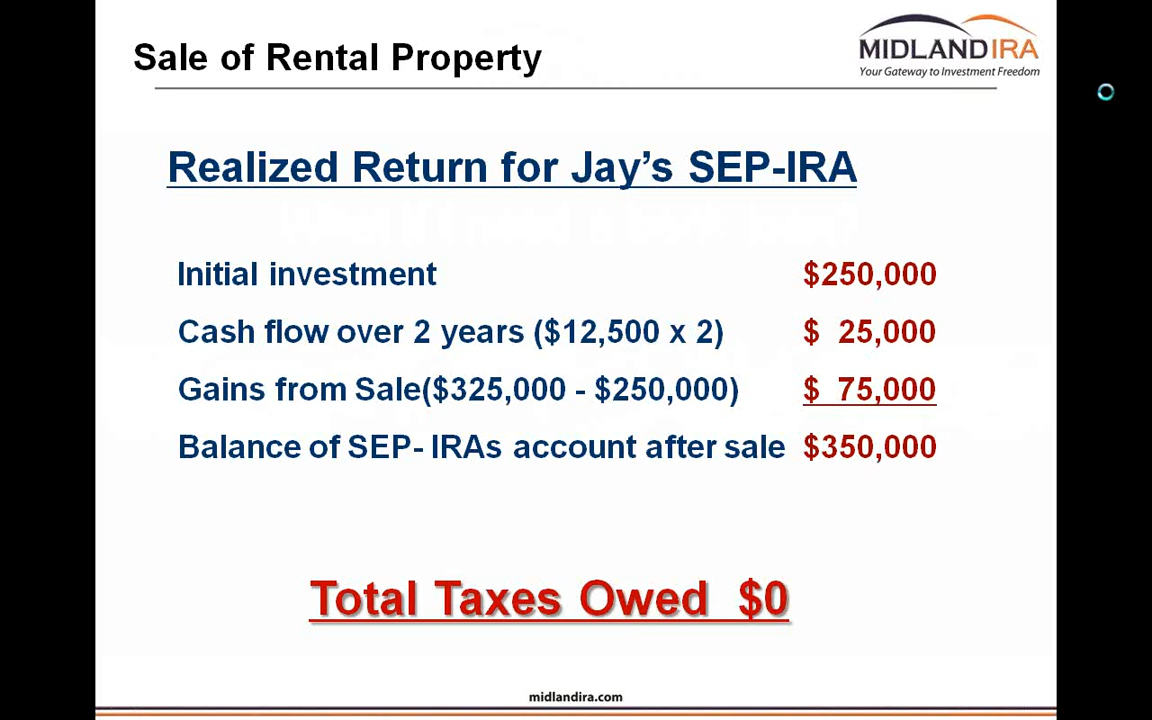 Sale of Rental Property
MIDLANDIRA
Your Gateway to Investment Freedom
Realized Return for Jay’s SEP-IRA
Initial investment $250,000
Cash flow over 2 years ($12,500 x 2) $ 25,000
Gains from Sale($325,000 - $250,000) $ 75,000
Balance of SEP- IRAs account after sale $350,000
Total Taxes Owed $0
midlandira.com